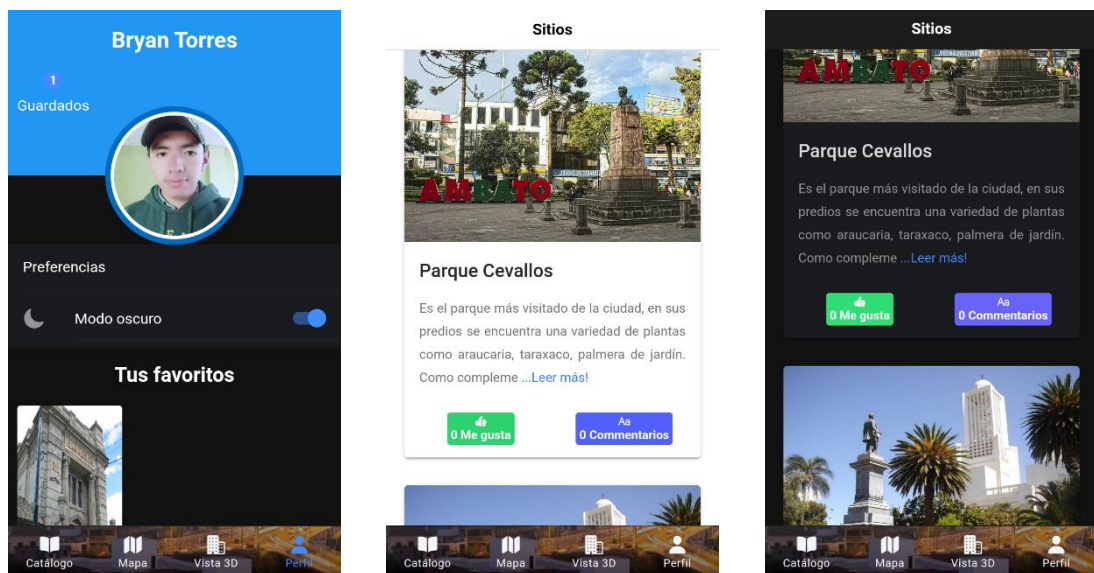 Bryan Torres
1
Guardados
Preferencias
Modo oscuro
Tus favoritos
Catálogo Mapa Vista 3D Perfil
Sitios
AMBATO
Parque Cevallos
Es el parque más visitado de la ciudad, en sus
predios se encuentra una variedad de plantas
como araucaria, taraxaco, palmera de jardín.
Como compleme ...Leer más!
0 Me gusta
Aa
0 Commentarios
Catálogo Mapa Vista 3D Perfil
Sitios
AMBATO
Parque Cevallos
Es el parque más visitado de la ciudad, en sus
predios se encuentra una variedad de plantas
como araucaria, taraxaco, palmera de jardín.
Como compleme ...Leer más!
0 Me gusta
Aa
0 Commentarios
Catálogo Mapa Vista 3D Perfil